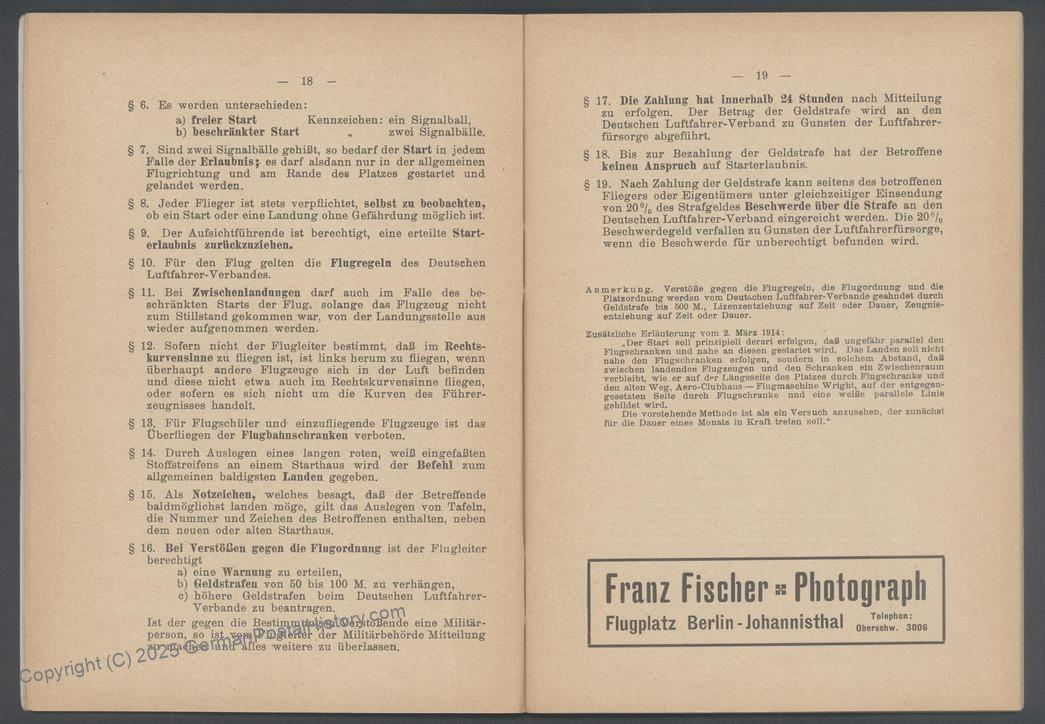 — 18 —
§ 6. Es werden unterschieden:
a) freier Start Kennzeichen: ein Signalball,
b) beschränkter Start „ zwei Signalbälle.
§ 7. Sind zwei Signalbälle gehißt, so bedarf der Start in jedem
Falle der Erlaubnis; es darf alsdann nur in der allgemeinen
Flugrichtung und am Rande des Platzes gestartet und
gelandet werden.
§ 8. Jeder Flieger ist stets verpflichtet, selbst zu beobachten,
ob ein Start oder eine Landung ohne Gefährdung möglich ist.
§ 9. Der Aufsichtführende ist berechtigt, eine erteilte Start-
erlaubnis zurückzuziehen.
§ 10. Für den Flug gelten die Flugregeln des Deutschen
Luftfahrer-Verbandes.
§ 11. Bei Zwischenlandungen darf auch im Falle des be-
schränkten Starts der Flug, solange das Flugzeug nicht
zum Stillstand gekommen war, von der Landungsstelle aus
wieder aufgenommen werden.
§ 12. Sofern nicht der Flugleiter bestimmt, daß im Rechts-
kurvensinne zu fliegen ist, ist links herum zu fliegen, wenn
überhaupt andere Flugzeuge sich in der Luft befinden
und diese nicht etwa auch im Rechtskurvensinne fliegen,
oder sofern es sich nicht um die Kurven des Führer-
zeugnisses handelt.
§ 13. Für Flugschüler und einzufliegende Flugzeuge ist das
Überfliegen der Flugbahnschranken verboten.
§ 14. Durch Auslegen eines langen roten, weiß eingefaßten
Stoffstreifens an einem Starthaus wird der Befehl zum
allgemeinen baldigsten Landen gegeben.
§ 15. Als Notzeichen, welches besagt, daß der Betreffende
baldmöglichst landen möge, gilt das Auslegen von Tafeln,
die Nummer und Zeichen des Betroffenen enthalten, neben
dem neuen oder alten Starthaus.
§ 16. Bei Verstößen gegen die Flugordnung ist der Flugleiter
berechtigt
a) eine Warnung zu erteilen,
b) Geldstrafen von 50 bis 100 M. zu verhängen,
c) höhere Geldstrafen beim Deutschen Luftfahrer-
Verbande zu beantragen.
Ist der gegen die Bestimmungen Verstoßende eine Militär-
person, so ist vom Flugleiter der Militärbehörde Mitteilung
zu machen und alles weitere zu überlassen.
Copyright (C) 2025 GermanPostalHistory.com
— 19 —
§ 17. Die Zahlung hat innerhalb 24 Stunden nach Mitteilung
zu erfolgen. Der Betrag der Geldstrafe wird an den
Deutschen Luftfahrer-Verband zu Gunsten der Luftfahrer-
fürsorge abgeführt.
§ 18. Bis zur Bezahlung der Geldstrafe hat der Betroffene
keinen Anspruch auf Starterlaubnis.
§ 19. Nach Zahlung der Geldstrafe kann seitens des betroffenen
Fliegers oder Eigentümers unter gleichzeitiger Einsendung
von 20% des Strafgeldes Beschwerde über die Strafe an den
Deutschen Luftfahrer-Verband eingereicht werden. Die 20%
Beschwerdegeld verfallen zu Gunsten der Luftfahrerfürsorge,
wenn die Beschwerde für unberechtigt befunden wird.
Anmerkung. Verstöße gegen die Flugregeln, die Flugordnung und die
Platzordnung werden vom Deutschen Luftfahrer-Verbande geahndet durch
Geldstrafe bis 500 M., Lizenzentziehung auf Zeit oder Dauer, Zeugnis-
entziehung auf Zeit oder Dauer.
Zusätzliche Erläuterung vom 2. März 1914:
„Der Start soll prinzipiell derart erfolgen, daß ungefähr parallel den
Flugschranken und nahe an diesen gestartet wird. Das Landen soll nicht
nahe den Flugschranken erfolgen, sondern in solchem Abstand, daß
zwischen landenden Flugzeugen und den Schranken ein Zwischenraum
verbleibt, wie er auf der Längsseite des Platzes durch Flugschranke und
den alten Weg, Aero-Clubhaus — Flugmaschine Wright, auf der entgegen-
gesetzten Seite durch Flugschranke und eine weiße parallele Linie
gebildet wird.
Die vorstehende Methode ist als ein Versuch anzusehen, der zunächst
für die Dauer eines Monats in Kraft treten soll."
Franz Fischer Photograph
Flugplatz Berlin-Johannisthal
Telephon:
Oberschw. 3006